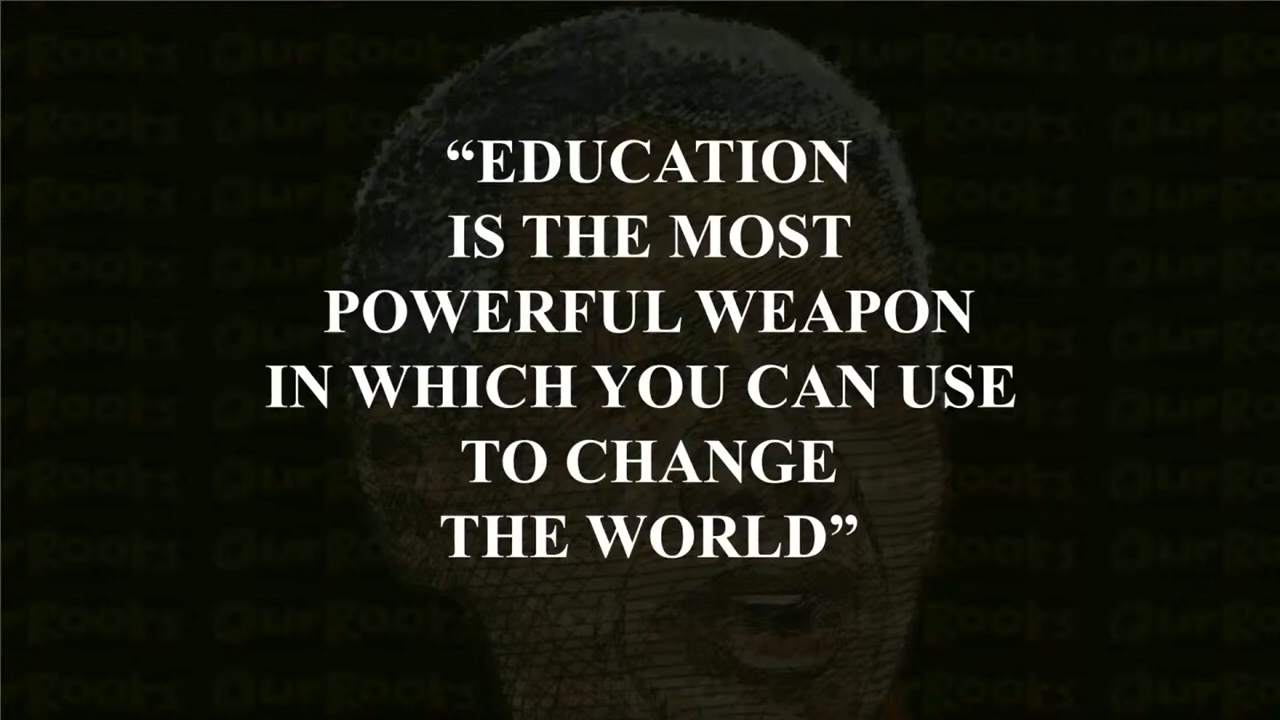 “EDUCATION
IS THE MOST
POWERFUL WEAPON
IN WHICH YOU CAN USE
TO CHANGE
THE WORLD”